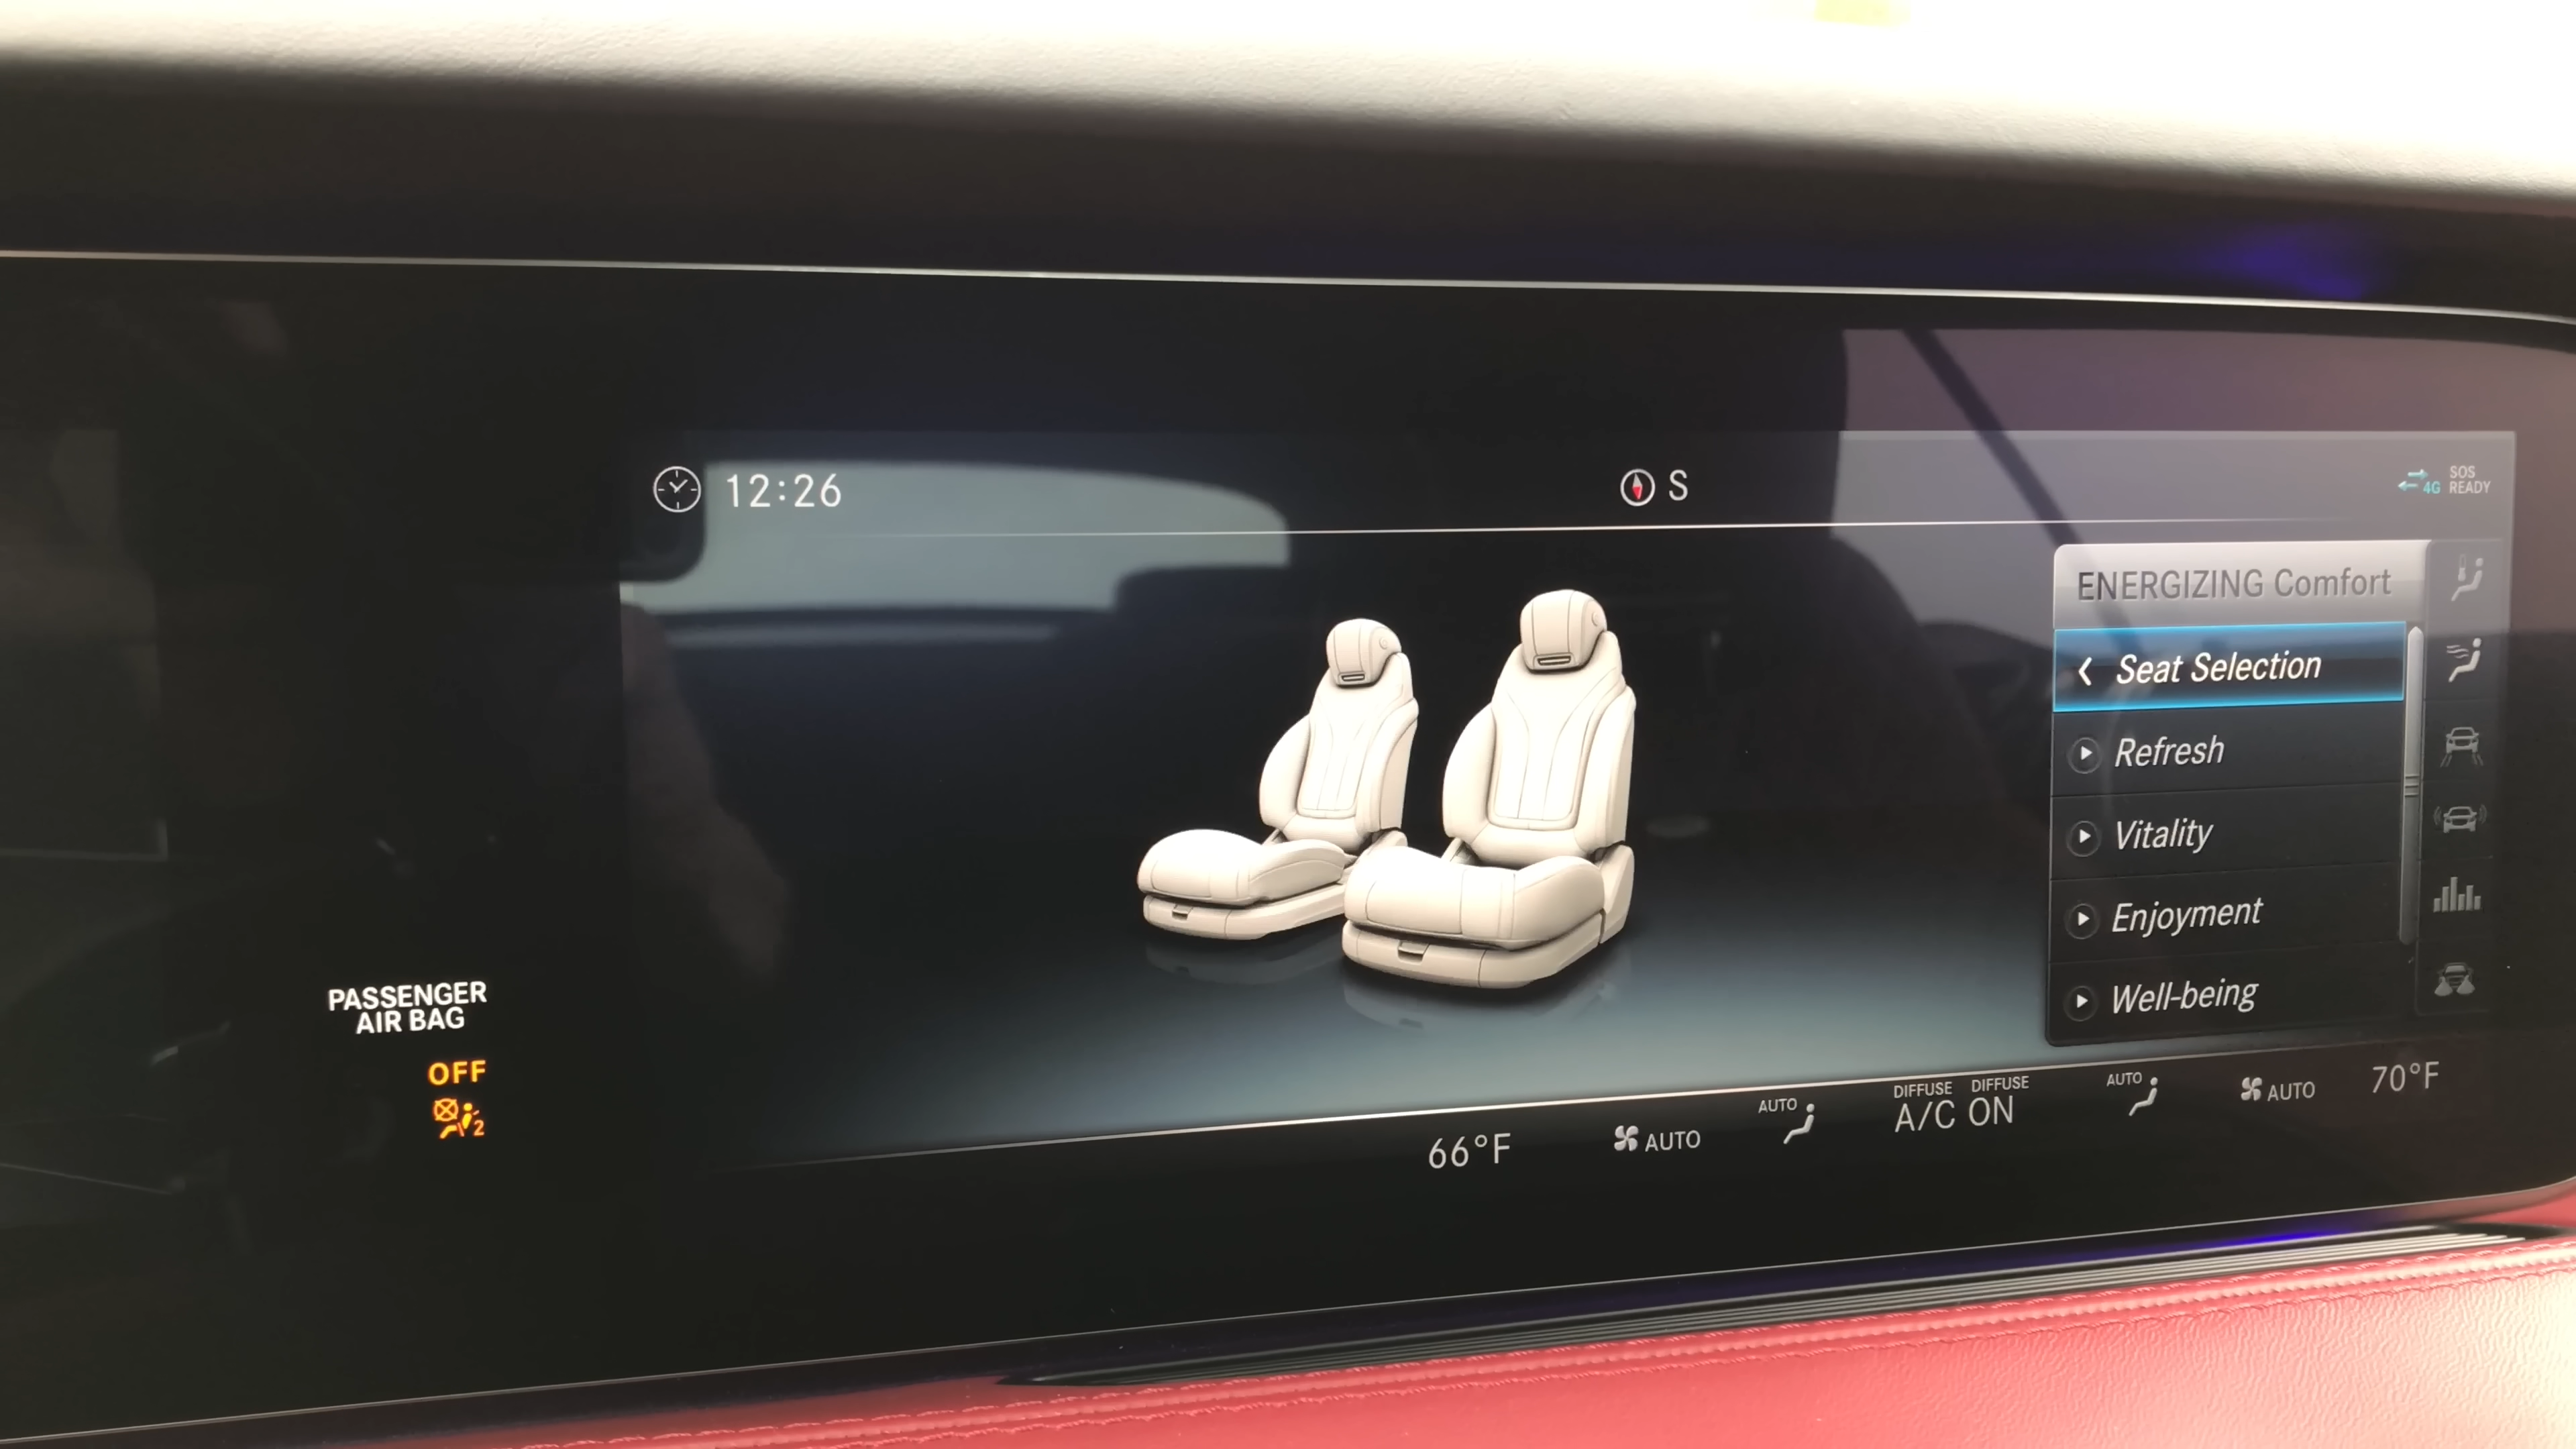 12:26
S
4G
SOS
READY
ENERGIZING Comfort
Seat Selection
Refresh
Vitality
Enjoyment
Well-being
PASSENGER
AIR BAG
OFF
2
66°F
AUTO
AUTO
DIFFUSE DIFFUSE
A/C ON
AUTO
AUTO
70°F